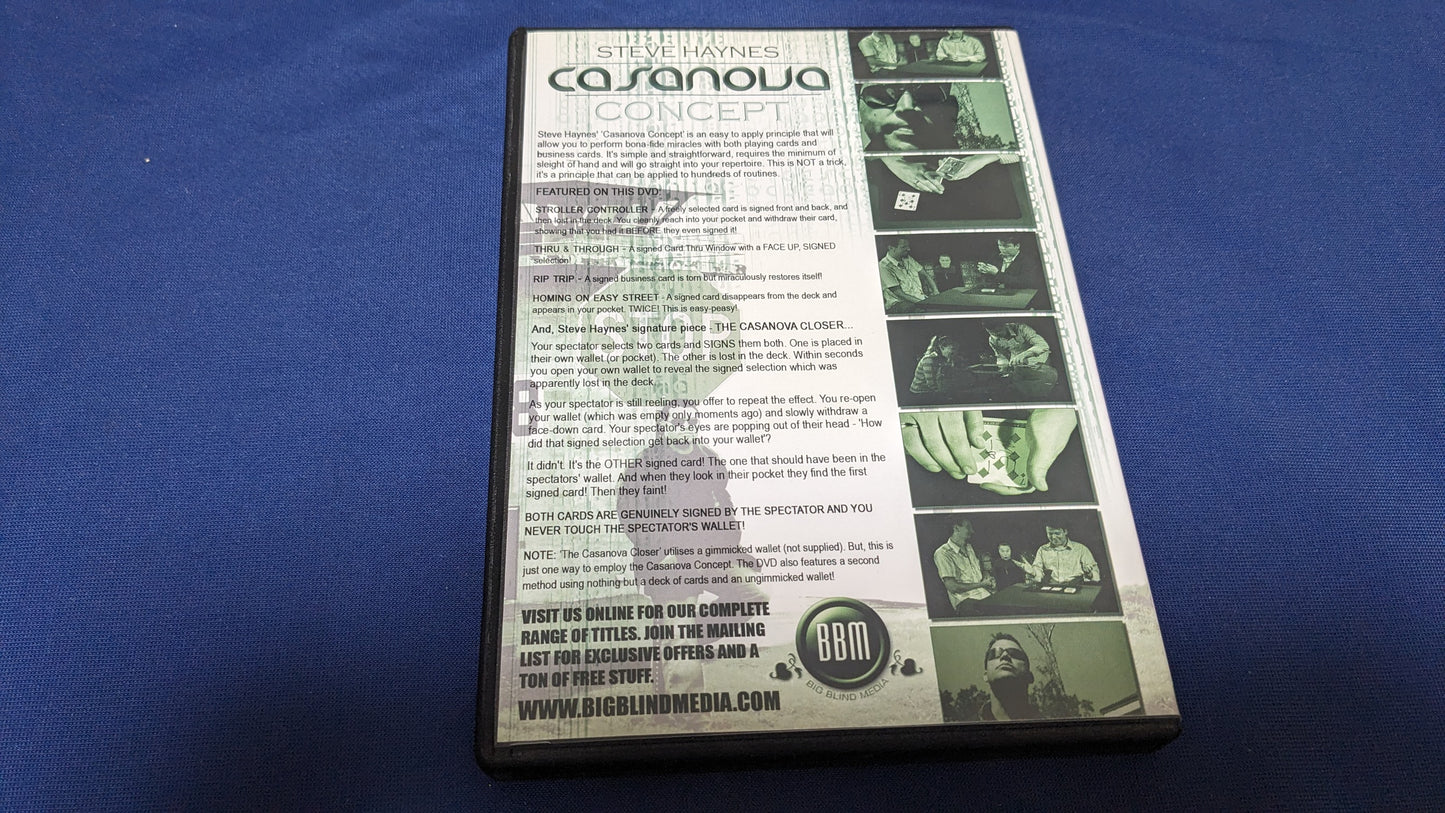 STEVE HAYNES
casanova
CONCEPT
Steve Haynes' 'Casanova Concept' is an easy to apply principle that will
allow you to perform bona-fide miracles with both playing cards and
business cards. It's simple and straightforward, requires the minimum of
sleight of hand and will go straight into your repertoire. This is NOT a trick,
it's a principle that can be applied to hundreds of routines.
FEATURED ON THIS DVD:
STROLLER CONTROLLER - A freely selected card is signed front and back, and
then lost in the deck. You cleanly reach into your pocket and withdraw their card,
showing that you had it BEFORE they even signed it!
THRU & THROUGH - A signed Card Thru Window with a FACE UP, SIGNED
selection!
RIP TRIP - A signed business card is torn but miraculously restores itself!
HOMING ON EASY STREET - A signed card disappears from the deck and
appears in your pocket. TWICE! This is easy-peasy!
And, Steve Haynes' signature piece - THE CASANOVA CLOSER...
Your spectator selects two cards and SIGNS them both. One is placed in
their own wallet (or pocket). The other is lost in the deck. Within seconds
you open your own wallet to reveal the signed selection which was
apparently lost in the deck.
As your spectator is still reeling, you offer to repeat the effect. You re-open
your wallet (which was empty only moments ago) and slowly withdraw a
face-down card. Your spectator's eyes are popping out of their head - 'How
did that signed selection get back into your wallet'?
It didn't. It's the OTHER signed card! The one that should have been in the
spectators' wallet. And when they look in their pocket they find the first
signed card! Then they faint!
BOTH CARDS ARE GENUINELY SIGNED BY THE SPECTATOR AND YOU
NEVER TOUCH THE SPECTATOR'S WALLET!
NOTE: 'The Casanova Closer' utilises a gimmicked wallet (not supplied). But, this is
just one way to employ the Casanova Concept. The DVD also features a second
method using nothing but a deck of cards and an ungimmicked wallet!
STOP
VISIT US ONLINE FOR OUR COMPLETE
RANGE OF TITLES. JOIN THE MAILING
LIST FOR EXCLUSIVE OFFERS AND A
TON OF FREE STUFF.
WWW.BIGBLINDMEDIA.COM
BBM
BIG BLIND MEDIA